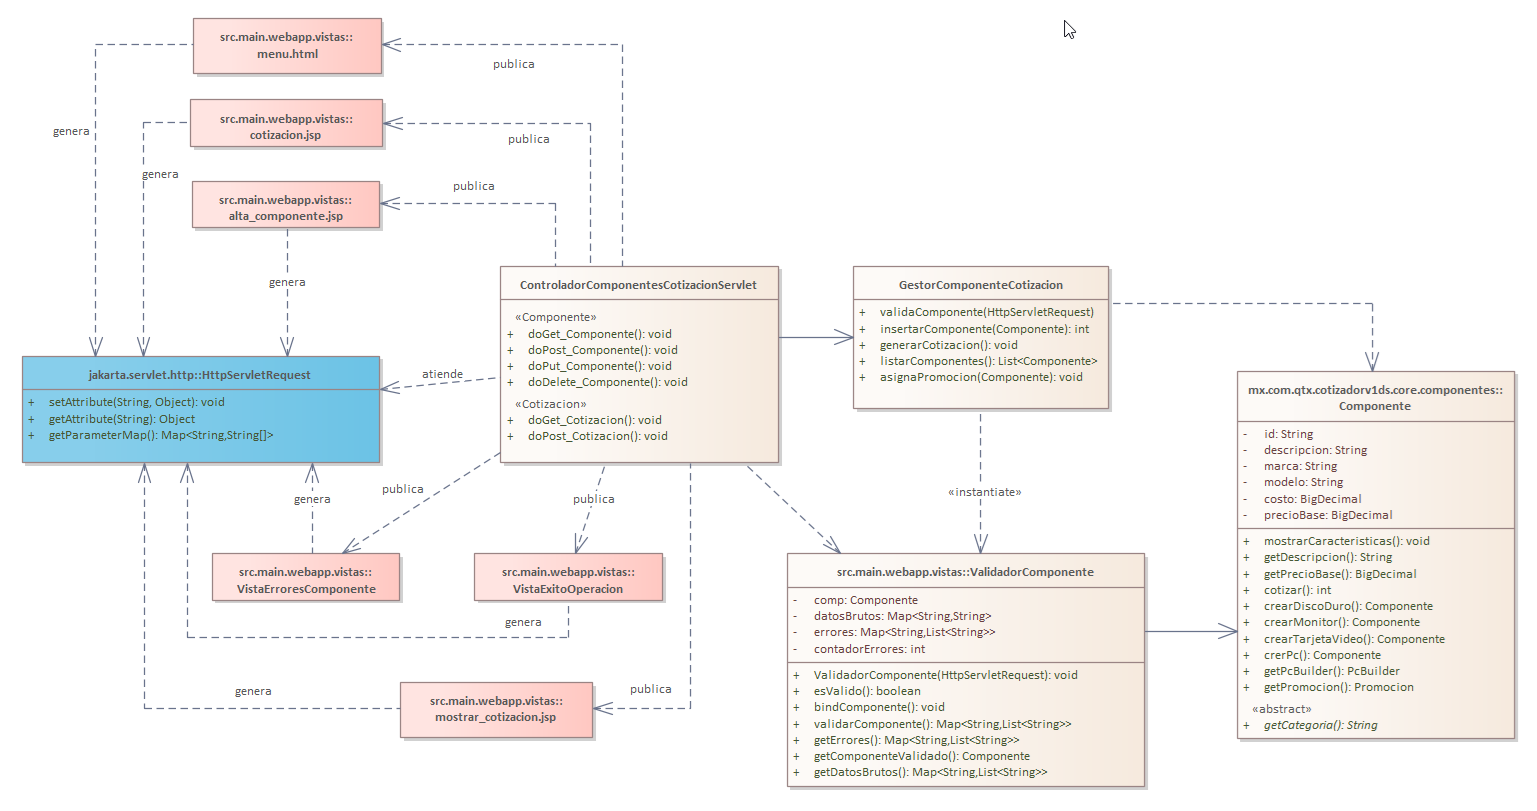 src.main.webapp.vistas::
menu.html
publica
genera
src.main.webapp.vistas::
cotizacion.jsp
publica
genera
src.main.webapp.vistas::
alta_componente.jsp
publica
genera
jakarta.servlet.http::HttpServletRequest
+ setAttribute(String, Object): void
+ getAttribute(String): Object
+ getParameterMap(): Map<String,String[]>
atiende
ControladorComponentesCotizacionServlet
«Componente»
+ doGet_Componente(): void
+ doPost_Componente(): void
+ doPut_Componente(): void
+ doDelete_Componente(): void
«Cotizacion»
+ doGet_Cotizacion(): void
+ doPost_Cotizacion(): void
GestorComponenteCotizacion
+ validaComponente(HttpServletRequest)
+ insertarComponente(Componente): int
+ generarCotizacion(): void
+ listarComponentes(): List<Componente>
+ asignaPromocion(Componente): void
mx.com.qtx.cotizadorv1ds.core.componentes::
Componente
- id: String
- descripcion: String
- marca: String
- modelo: String
- costo: BigDecimal
- precioBase: BigDecimal
+ mostrarCaracteristicas(): void
+ getDescripcion(): String
+ getPrecioBase(): BigDecimal
+ cotizar(): int
+ crearDiscoDuro(): Componente
+ crearMonitor(): Componente
+ crearTarjetaVideo(): Componente
+ crerPc(): Componente
+ getPcBuilder(): PcBuilder
+ getPromocion(): Promocion
«abstract»
+ getCategoria(): String
genera
publica
publica
«instantiate»
src.main.webapp.vistas::
VistaErroresComponente
src.main.webapp.vistas::
VistaExitoOperacion
genera
src.main.webapp.vistas::ValidadorComponente
- comp: Componente
- datosBrutos: Map<String,String>
- errores: Map<String,List<String>>
- contadorErrores: int
+ ValidadorComponente(HttpServletRequest): void
+ esValido(): boolean
+ bindComponente(): void
+ validarComponente(): Map<String,List<String>>
+ getErrores(): Map<String,List<String>>
+ getComponenteValidado(): Componente
+ getDatosBrutos(): Map<String,List<String>>
genera
publica
src.main.webapp.vistas::
mostrar_cotizacion.jsp